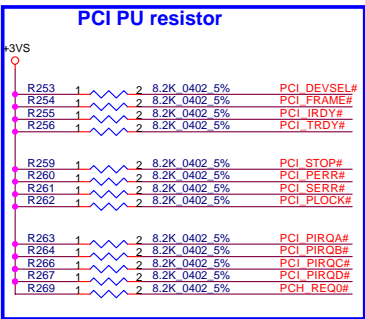 PCI PU resistor
+3VS
R253 1 2 8.2K_0402_5% PCI_DEVSEL#
R254 1 2 8.2K_0402_5% PCI_FRAME#
R255 1 2 8.2K_0402_5% PCI_IRDY#
R256 1 2 8.2K_0402_5% PCI_TRDY#
R259 1 2 8.2K_0402_5% PCI_STOP#
R260 1 2 8.2K_0402_5% PCI_PERR#
R261 1 2 8.2K_0402_5% PCI_SERR#
R262 1 2 8.2K_0402_5% PCI_PLOCK#
R263 1 2 8.2K_0402_5% PCI_PIRQA#
R264 1 2 8.2K_0402_5% PCI_PIRQB#
R266 1 2 8.2K_0402_5% PCI_PIRQC#
R267 1 2 8.2K_0402_5% PCI_PIRQD#
R269 1 2 8.2K_0402_5% PCH_REQ0#